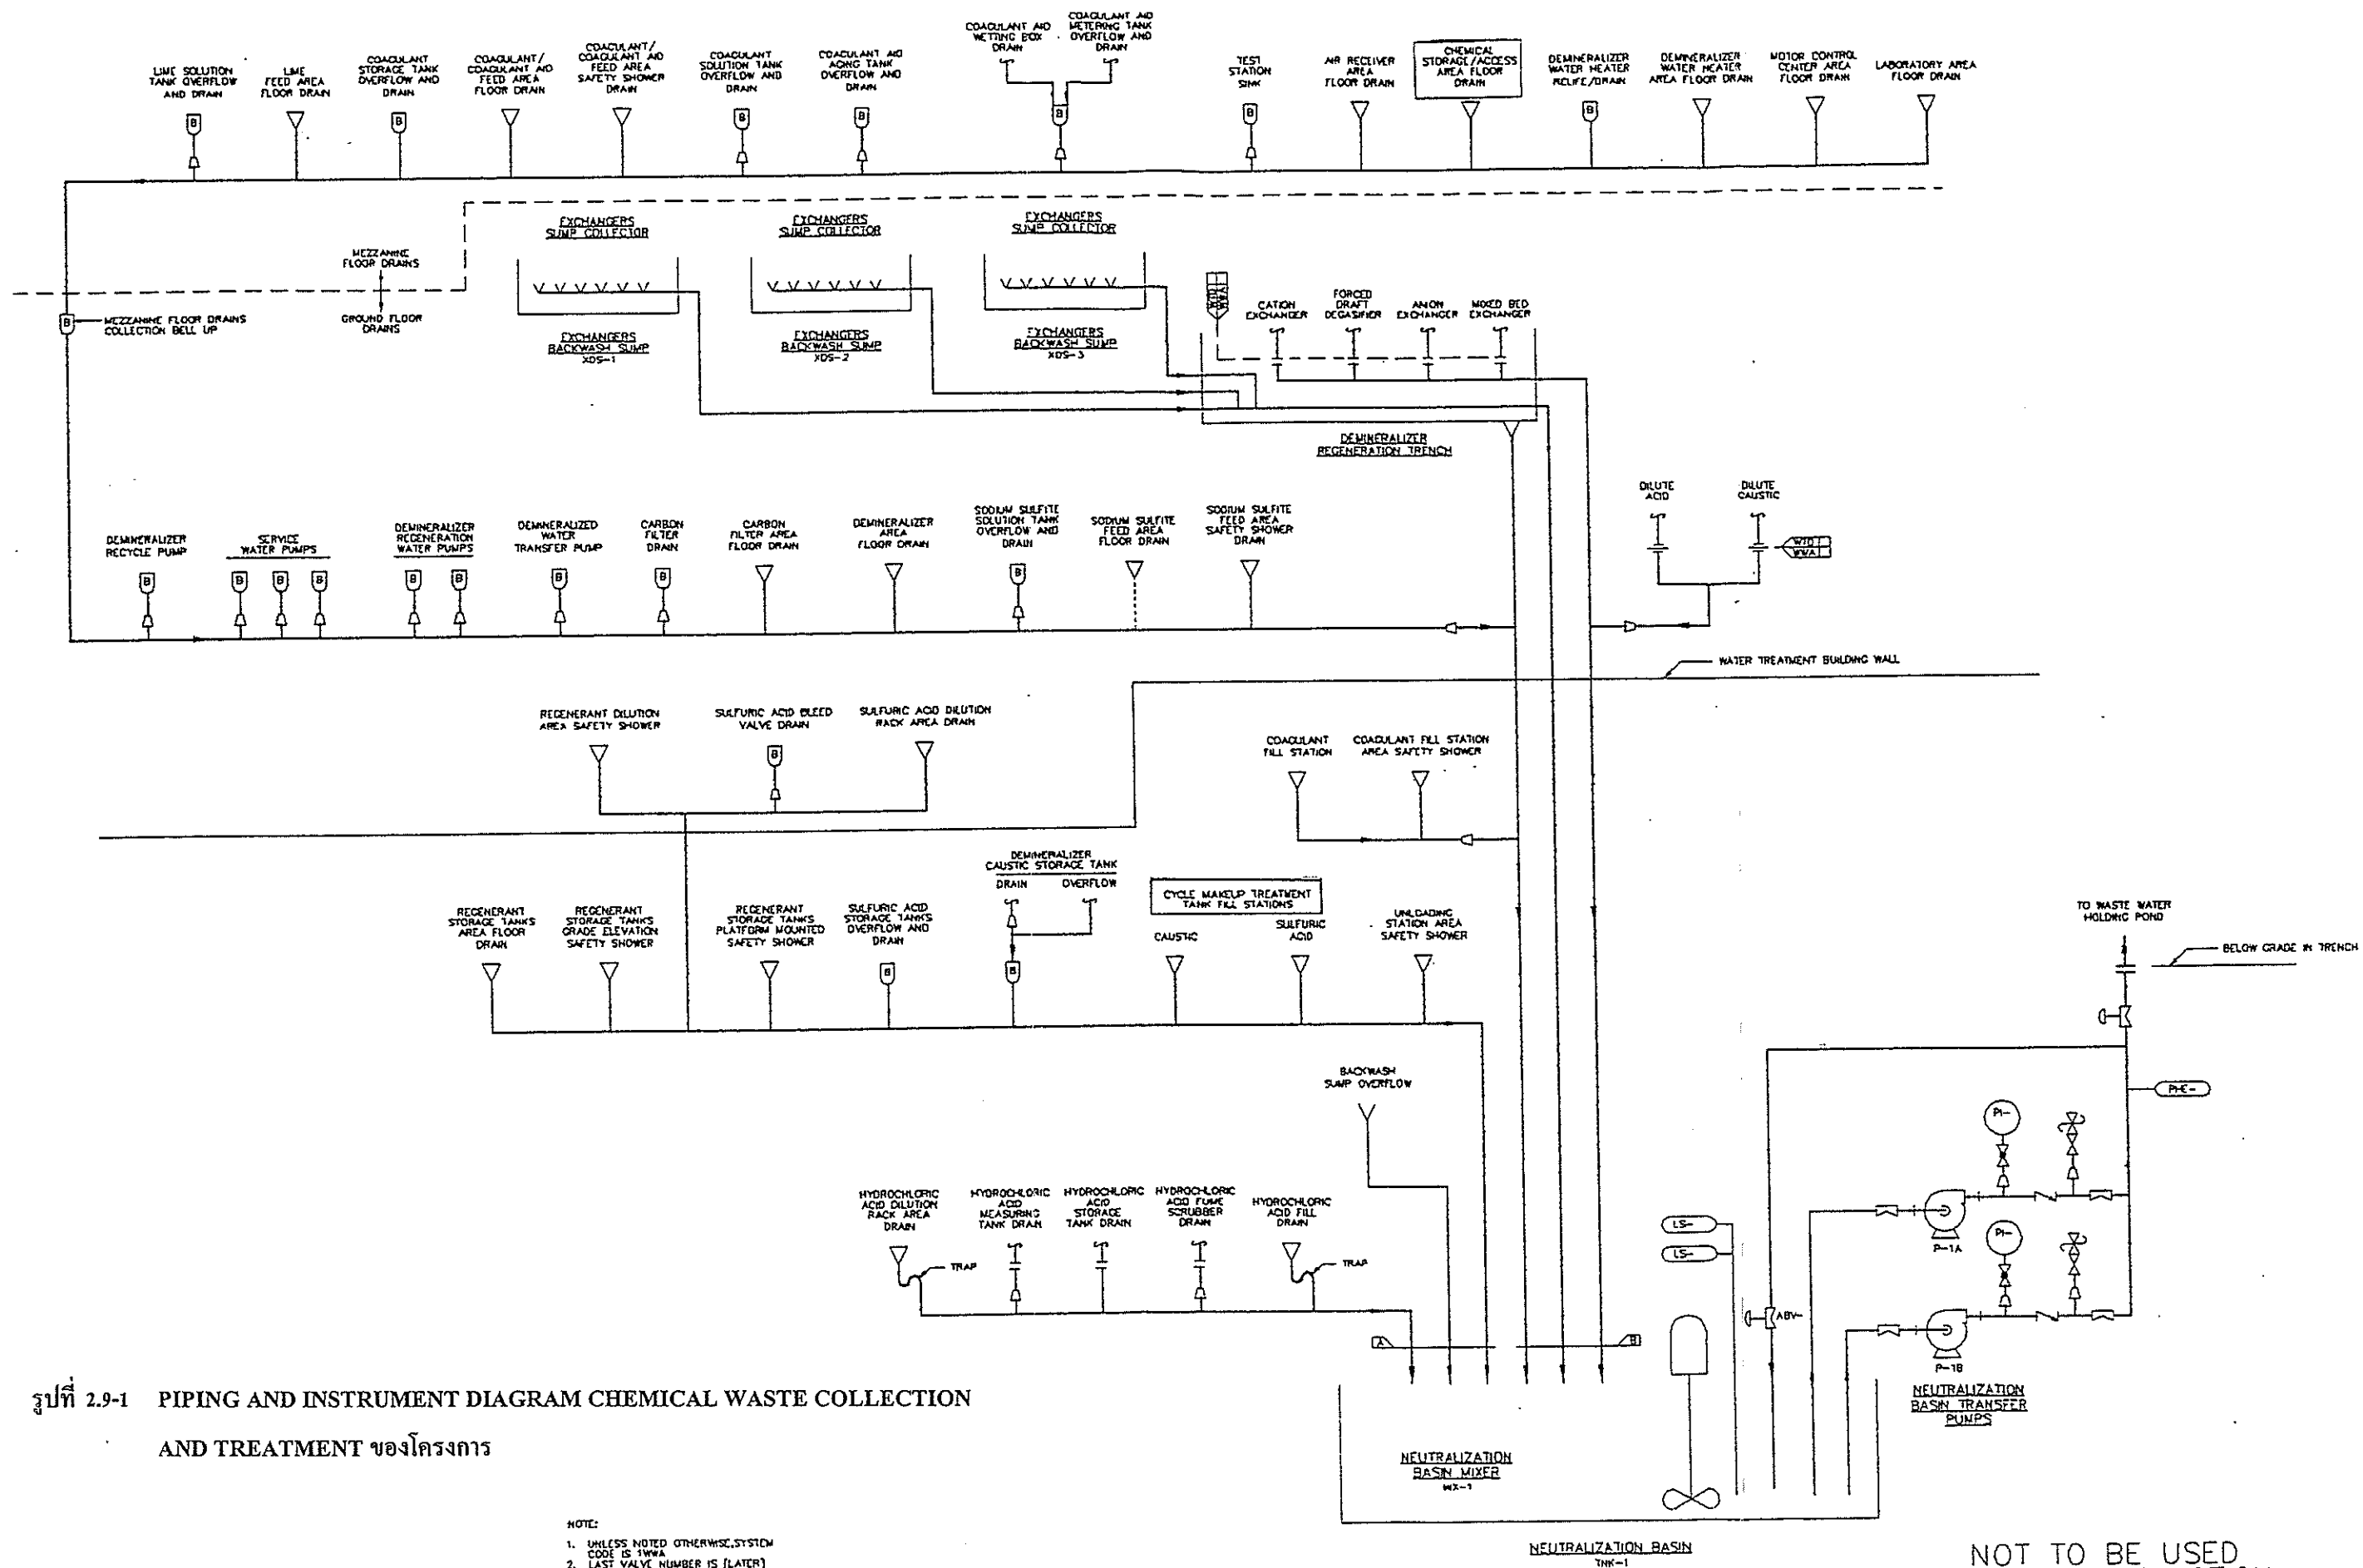 LIME SOLUTION
TANK OVERFLOW
AND DRAIN
LIME
FEED AREA
FLOOR DRAIN
COAGULANT
STORAGE TANK
OVERFLOW AND
DRAIN
COAGULANT/
COAGULANT AID
FEED AREA
FLOOR DRAIN
COAGULANT/
COAGULANT AID
FEED AREA
SAFETY SHOWER
DRAIN
COAGULANT
SOLUTION TANK
OVERFLOW AND
DRAIN
COAGULANT AID
AGING TANK
OVERFLOW AND
DRAIN
COAGULANT AID
WETTING BOX
DRAIN
COAGULANT AID
METERING TANK
OVERFLOW AND
DRAIN
TEST
STATION
SINK
AIR RECEIVER
AREA
FLOOR DRAIN
CHEMICAL
STORAGE/ACCESS
AREA FLOOR
DRAIN
DEMINERALIZER
WATER HEATER
RELIFE/DRAIN
DEMINERALIZER
WATER HEATER
AREA FLOOR DRAIN
MOTOR CONTROL
CENTER AREA
FLOOR DRAIN
LABORATORY AREA
FLOOR DRAIN
B
B
B
B
B
B
B
EXCHANGERS
SUMP COLLECTOR
EXCHANGERS
SUMP COLLECTOR
EXCHANGERS
SUMP COLLECTOR
MEZZANINE
FLOOR DRAINS
GROUND FLOOR
DRAINS
B
MEZZANINE FLOOR DRAINS
COLLECTION BELL UP
EXCHANGERS
BACKWASH SUMP
XDS-1
EXCHANGERS
BACKWASH SUMP
XDS-2
EXCHANGERS
BACKWASH SUMP
XDS-3
CATION
EXCHANGER
FORCED
DRAFT
DEGASIFIER
ANION
EXCHANGER
MIXED BED
EXCHANGER
DEMINERALIZER
REGENERATION TRENCH
DEMINERALIZER
RECYCLE PUMP
SERVICE
WATER PUMPS
DEMINERALIZER
REGENERATION
WATER PUMPS
DEMINERALIZED
WATER
TRANSFER PUMP
CARBON
FILTER
DRAIN
CARBON
FILTER AREA
FLOOR DRAIN
DEMINERALIZER
AREA
FLOOR DRAIN
SODIUM SULFITE
SOLUTION TANK
OVERFLOW AND
DRAIN
SODIUM SULFITE
FEED AREA
FLOOR DRAIN
SODIUM SULFITE
FEED AREA
SAFETY SHOWER
DRAIN
DILUTE
ACID
DILUTE
CAUSTIC
WTD
WWA
B
B
B
B
B
B
B
B
B
WATER TREATMENT BUILDING WALL
REGENERANT DILUTION
AREA SAFETY SHOWER
SULFURIC ACID BLEED
VALVE DRAIN
SULFURIC ACID DILUTION
RACK AREA DRAIN
B
COAGULANT
FILL STATION
COAGULANT FILL STATION
AREA SAFETY SHOWER
REGENERANT
STORAGE TANKS
AREA FLOOR
DRAIN
REGENERANT
STORAGE TANKS
GRADE ELEVATION
SAFETY SHOWER
REGENERANT
STORAGE TANKS
PLATFORM MOUNTED
SAFETY SHOWER
SULFURIC ACID
STORAGE TANKS
OVERFLOW AND
DRAIN
DEMINERALIZER
CAUSTIC STORAGE TANK
DRAIN OVERFLOW
CYCLE MAKEUP TREATMENT
TANK FILL STATIONS
CAUSTIC
SULFURIC
ACID
UNLOADING
STATION AREA
SAFETY SHOWER
B
B
TO WASTE WATER
HOLDING POND
BELOW GRADE IN TRENCH
PHE-
BACKWASH
SUMP OVERFLOW
HYDROCHLORIC
ACID DILUTION
RACK AREA
DRAIN
HYDROCHLORIC
ACID
MEASURING
TANK DRAIN
HYDROCHLORIC
ACID
STORAGE
TANK DRAIN
HYDROCHLORIC
ACID FUME
SCRUBBER
DRAIN
HYDROCHLORIC
ACID FILL
DRAIN
TRAP
TRAP
PI-
P-1A
PI-
P-1B
LS-
LS-
ABV-
A
B
NEUTRALIZATION
BASIN TRANSFER
PUMPS
NEUTRALIZATION
BASIN MIXER
MX-1
NEUTRALIZATION BASIN
TNK-1
รูปที่ 2.9-1 PIPING AND INSTRUMENT DIAGRAM CHEMICAL WASTE COLLECTION
AND TREATMENT ของโครงการ
NOTE:
1. UNLESS NOTED OTHERWISE,SYSTEM
CODE IS 1WWA
2. LAST VALVE NUMBER IS (LATER)
NOT TO BE USED